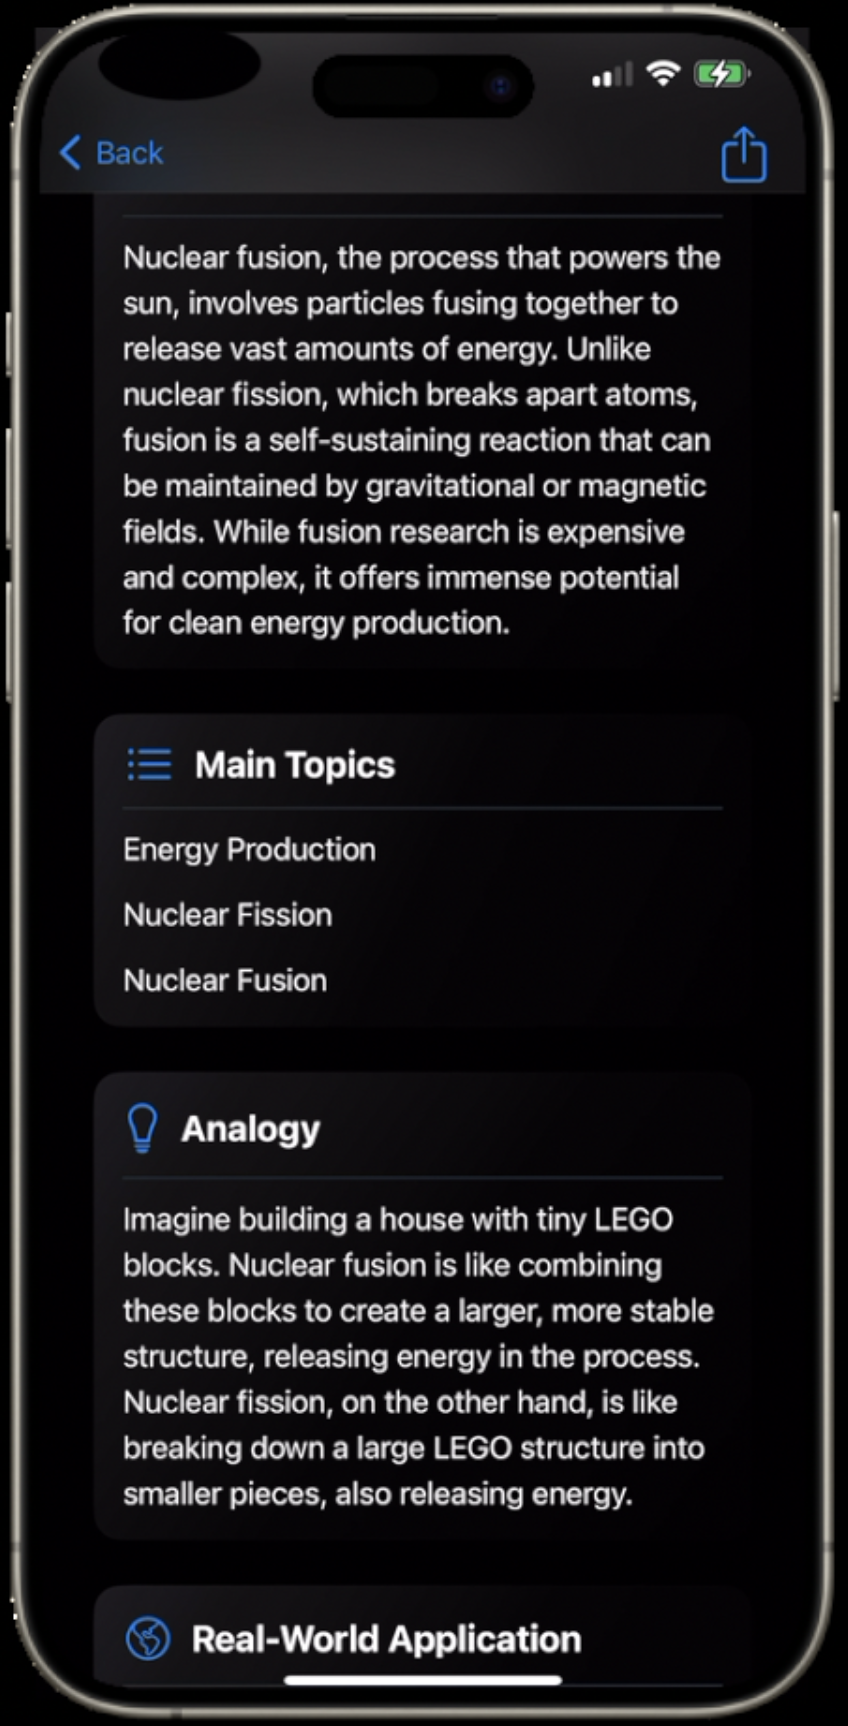 Back
Nuclear fusion, the process that powers the
sun, involves particles fusing together to
release vast amounts of energy. Unlike
nuclear fission, which breaks apart atoms,
fusion is a self-sustaining reaction that can
be maintained by gravitational or magnetic
fields. While fusion research is expensive
and complex, it offers immense potential
for clean energy production.
Main Topics
Energy Production
Nuclear Fission
Nuclear Fusion
Analogy
Imagine building a house with tiny LEGO
blocks. Nuclear fusion is like combining
these blocks to create a larger, more stable
structure, releasing energy in the process.
Nuclear fission, on the other hand, is like
breaking down a large LEGO structure into
smaller pieces, also releasing energy.
Real-World Application